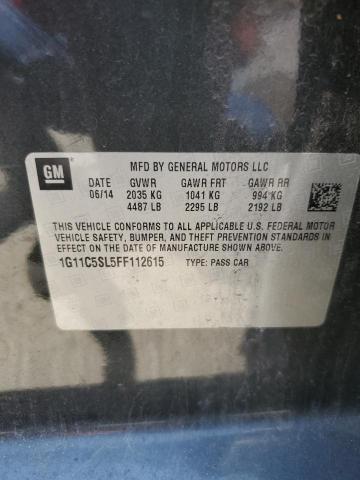 GM
MFD BY GENERAL MOTORS LLC
DATE GVWR GAWR FRT GAWR RR
06/14 2035 KG 1041 KG 994 KG
4487 LB 2295 LB 2192 LB
THIS VEHICLE CONFORMS TO ALL APPLICABLE U.S. FEDERAL MOTOR
VEHICLE SAFETY, BUMPER, AND THEFT PREVENTION STANDARDS IN
EFFECT ON THE DATE OF MANUFACTURE SHOWN ABOVE.
1G11C5SL5FF112615 TYPE: PASS CAR